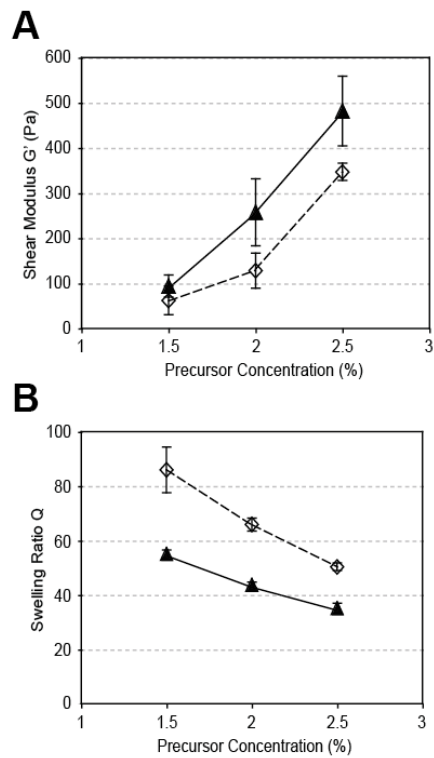 A
600
500
400
300
200
100
0
Shear Modulus G' (Pa)
1 1.5 2 2.5 3
Precursor Concentration (%)
B
100
80
60
40
20
0
Swelling Ratio Q
1 1.5 2 2.5 3
Precursor Concentration (%)